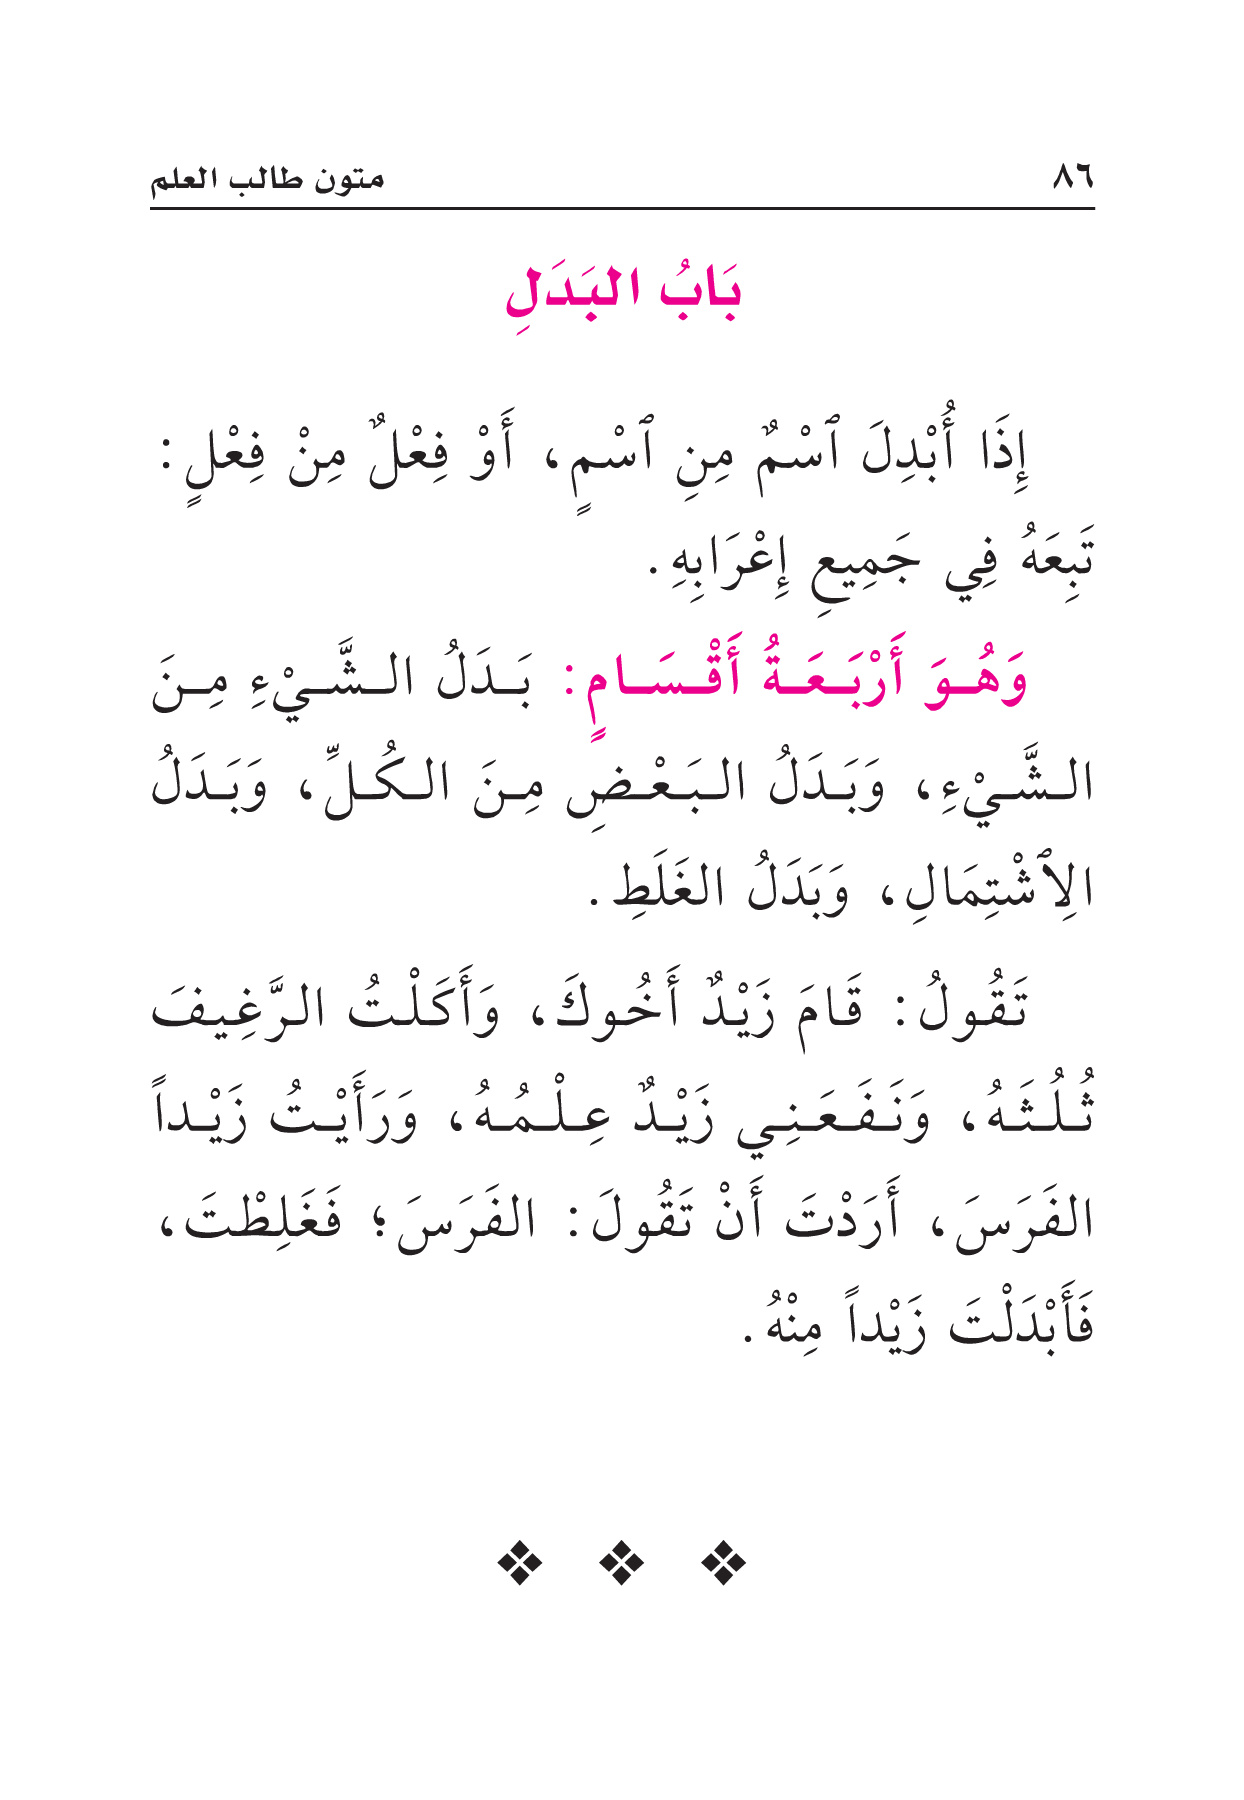 ٨٦ متون طالب العلم
بَابُ البَدَلِ
إِذَا أُبْدِلَ ٱسْمٌ مِنِ ٱسْمٍ، أَوْ فِعْلٌ مِنْ فِعْلٍ:
تَبِعَهُ فِي جَمِيعِ إِعْرَابِهِ.
وَهُوَ أَرْبَعَةُ أَقْسَامٍ: بَدَلُ الشَّيْءِ مِنَ
الشَّيْءِ، وَبَدَلُ البَعْضِ مِنَ الكُلِّ، وَبَدَلُ
الِٱشْتِمَالِ، وَبَدَلُ الغَلَطِ.
تَقُولُ: قَامَ زَيْدٌ أَخُوكَ، وَأَكَلْتُ الرَّغِيفَ
ثُلُثَهُ، وَنَفَعَنِي زَيْدٌ عِلْمُهُ، وَرَأَيْتُ زَيْداً
الفَرَسَ، أَرَدْتَ أَنْ تَقُولَ: الفَرَسَ؛ فَغَلِطْتَ،
فَأَبْدَلْتَ زَيْداً مِنْهُ.